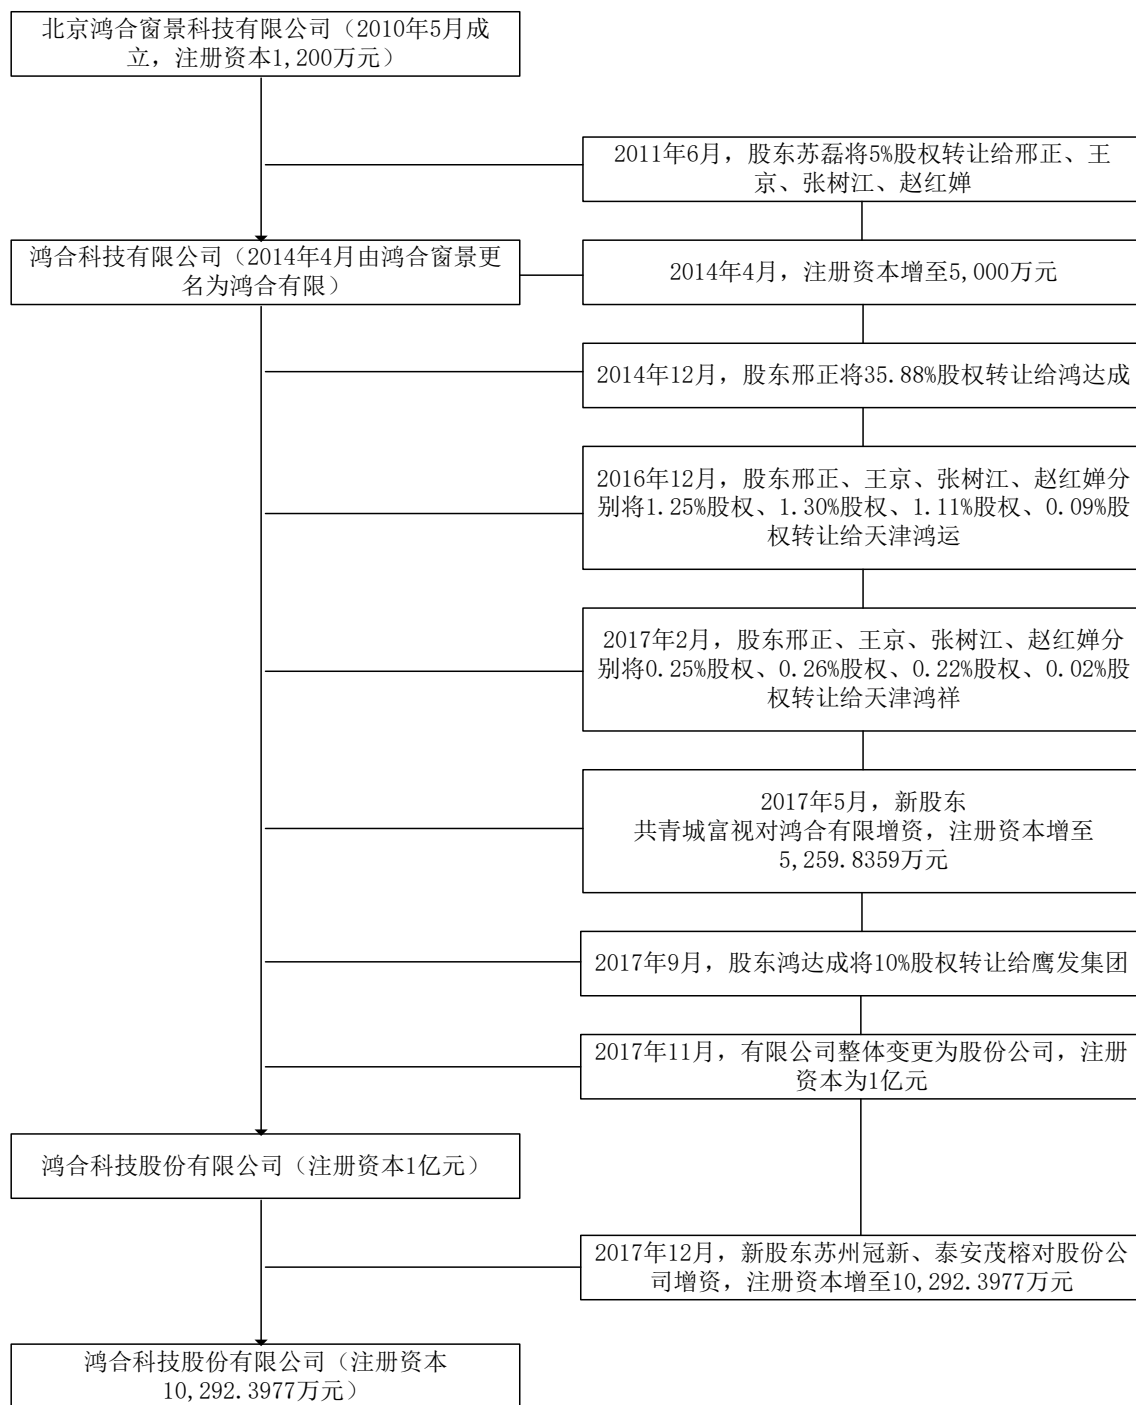 北京鸿合窗景科技有限公司（2010年5月成
立，注册资本1,200万元）
2011年6月，股东苏磊将5%股权转让给邢正、王
京、张树江、赵红婵
鸿合科技有限公司（2014年4月由鸿合窗景更
名为鸿合有限）
2014年4月，注册资本增至5,000万元
2014年12月，股东邢正将35.88%股权转让给鸿达成
2016年12月，股东邢正、王京、张树江、赵红婵分
别将1.25%股权、1.30%股权、1.11%股权、0.09%股
权转让给天津鸿运
2017年2月，股东邢正、王京、张树江、赵红婵分
别将0.25%股权、0.26%股权、0.22%股权、0.02%股
权转让给天津鸿祥
2017年5月，新股东
共青城富视对鸿合有限增资，注册资本增至
5,259.8359万元
2017年9月，股东鸿达成将10%股权转让给鹰发集团
2017年11月，有限公司整体变更为股份公司，注册
资本为1亿元
鸿合科技股份有限公司（注册资本1亿元）
2017年12月，新股东苏州冠新、泰安茂榕对股份公
司增资，注册资本增至10,292.3977万元
鸿合科技股份有限公司（注册资本
10,292.3977万元）